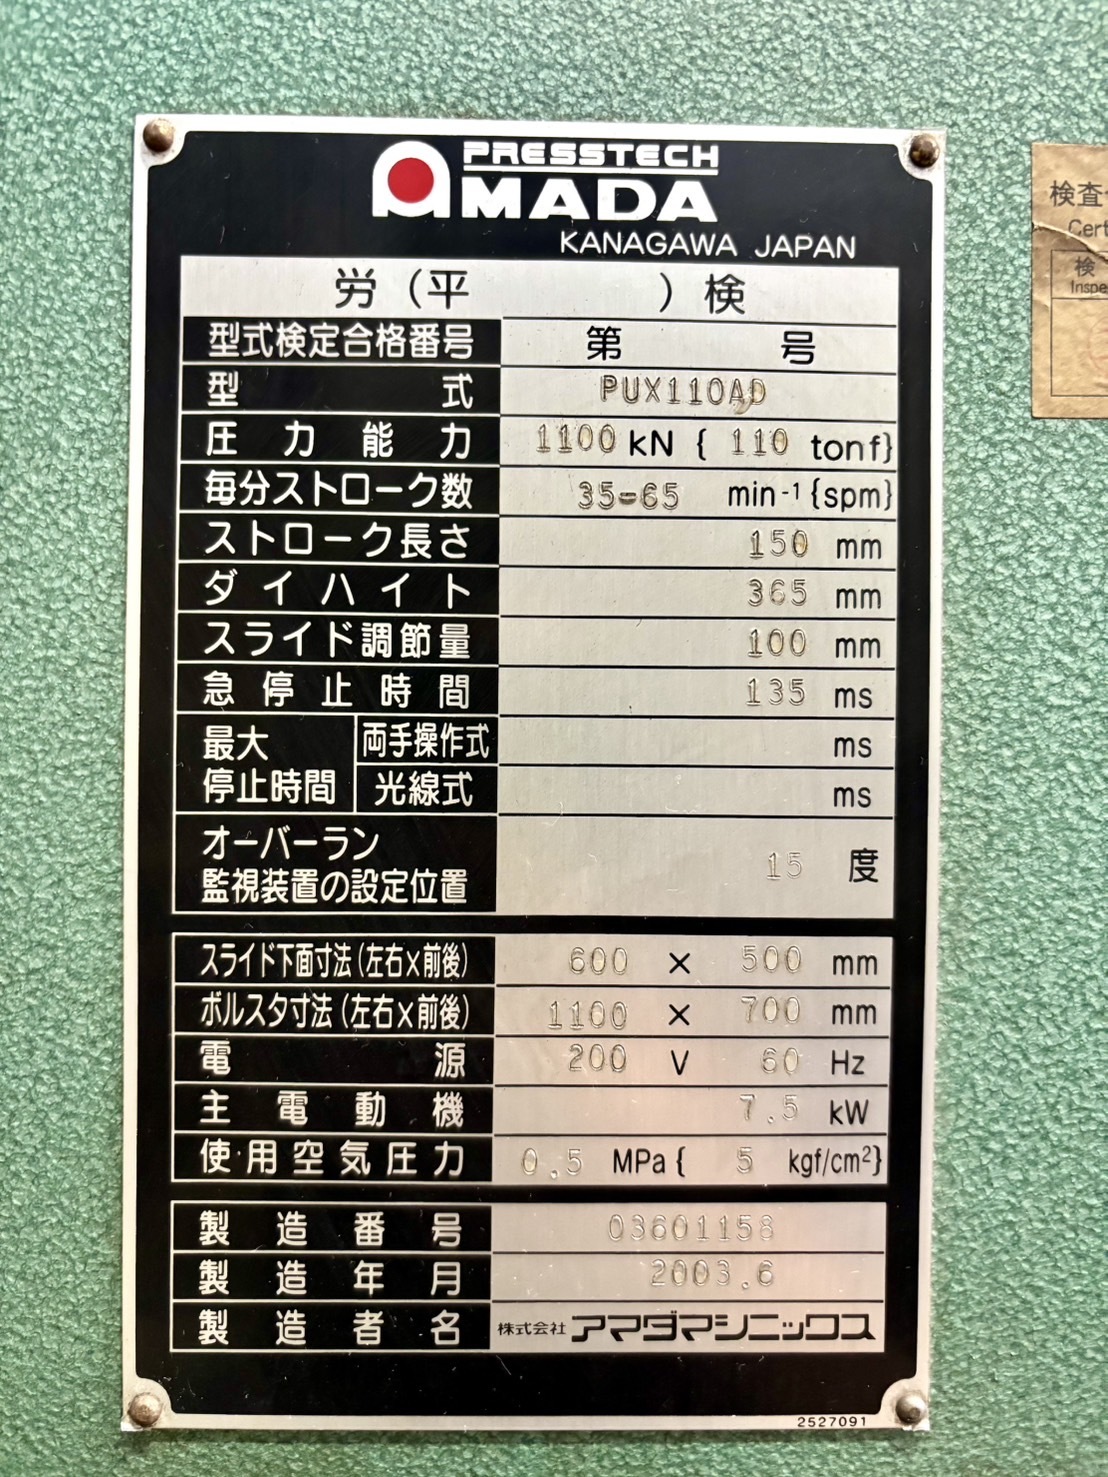 PRESSTECH
AMADA
KANAGAWA JAPAN
労(平 )検
型式検定合格番号 第 号
型式 PUX110AD
圧力能力 1100 kN { 110 tonf}
毎分ストローク数 35-65 min-1 {spm}
ストローク長さ 150 mm
ダイハイト 365 mm
スライド調節量 100 mm
急停止時間 135 ms
最大停止時間 両手操作式 ms
光線式 ms
オーバーラン
監視装置の設定位置 15 度
スライド下面寸法(左右×前後) 600 × 500 mm
ボルスタ寸法(左右×前後) 1100 × 700 mm
電源 200 V 60 Hz
主電動機 7.5 kW
使用空気圧力 0.5 MPa { 5 kgf/cm2}
製造番号 03601158
製造年月 2003.6
製造者名 株式会社アマダマシニックス
2527091
検査
Cert
検
Inspe